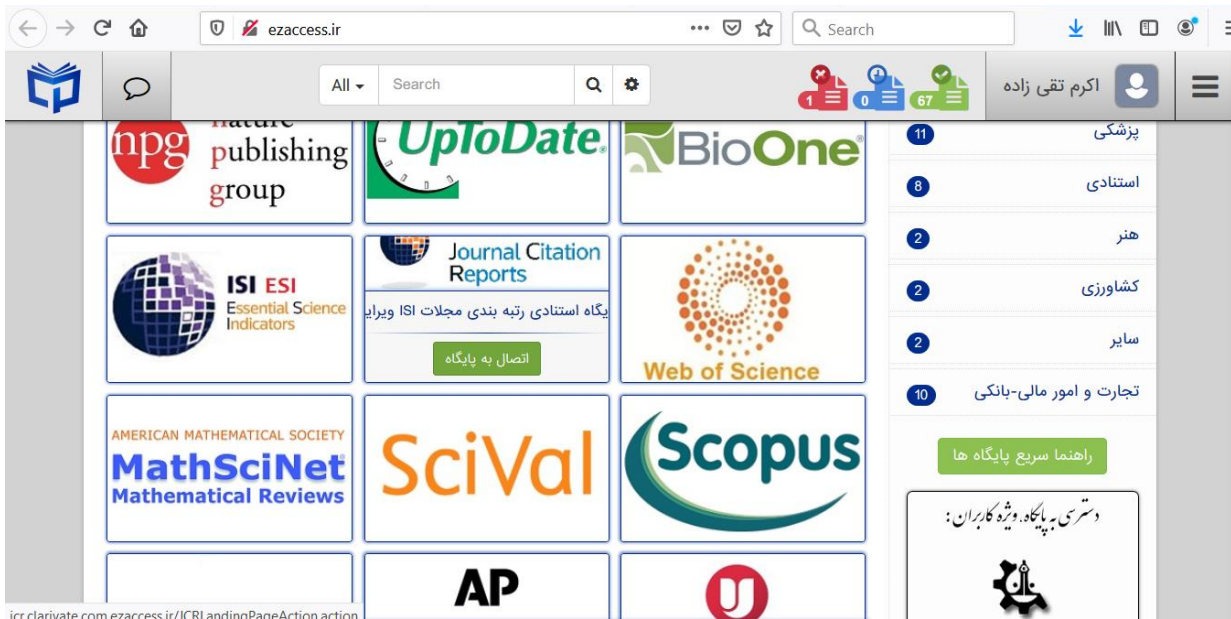 ezaccess.ir
Search
All
Search
1
0
67
اکرم تقی زاده
npg
nature
publishing
group
UpToDate®
BioOne
پزشکی
11
استنادی
8
هنر
2
کشاورزی
2
سایر
2
تجارت و امور مالی-بانکی
10
ISI ESI
Essential Science
Indicators
Journal Citation
Reports
یگاه استنادی رتبه بندی مجلات ISI ویرای
اتصال به پایگاه
Web of Science
AMERICAN MATHEMATICAL SOCIETY
MathSciNet
Mathematical Reviews
SciVal
Scopus
راهنما سریع پایگاه ها
دسترسی به پایگاه، ویژه کاربران :
AP
jcr.clarivate.com.ezaccess.ir/JCRLandingPageAction.action